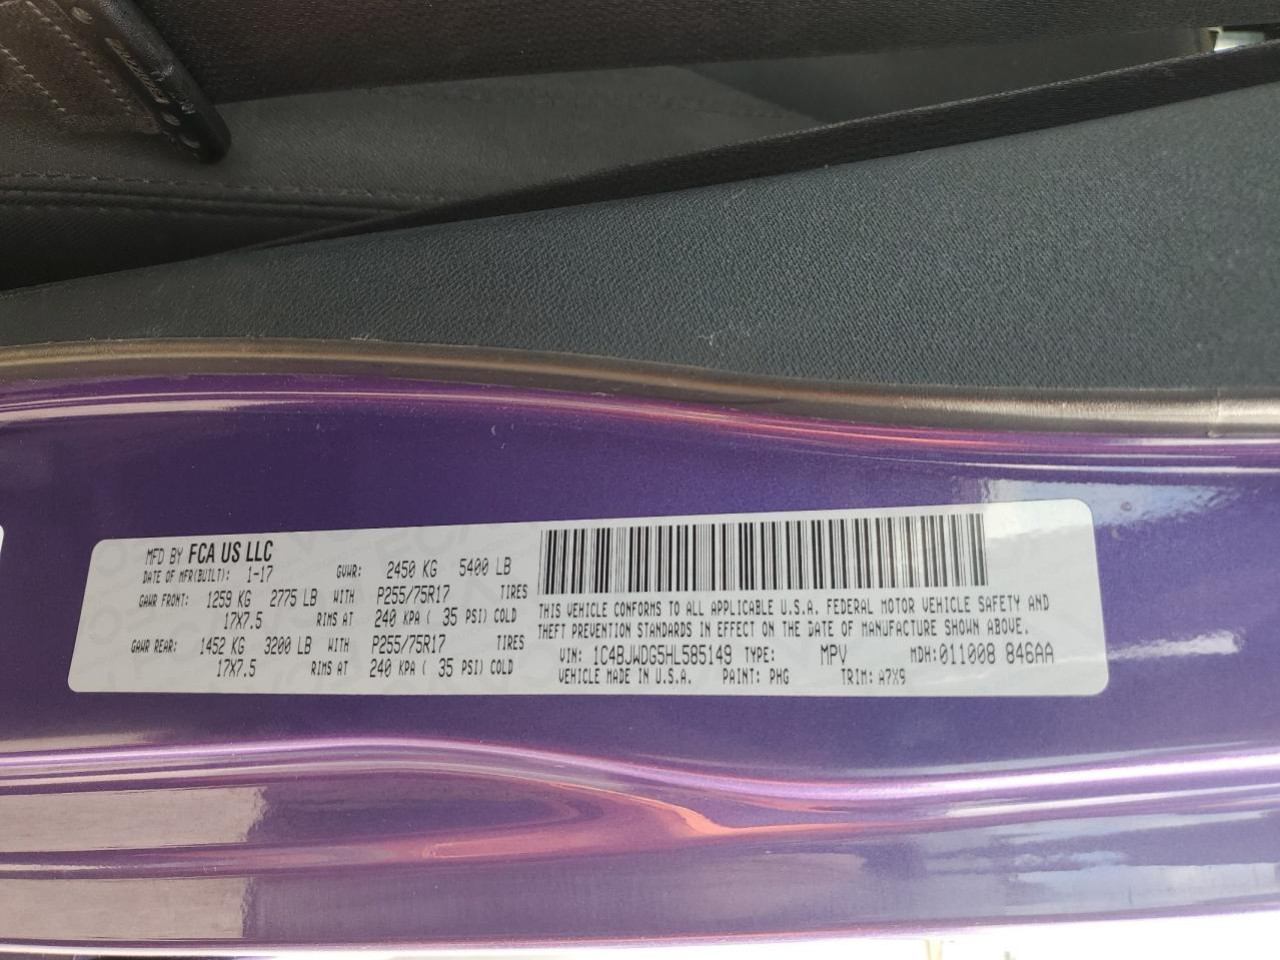 MFD BY FCA US LLC
DATE OF MFR(BUILT): 1-17 GVWR: 2450 KG 5400 LB
GAWR FRONT: 1259 KG 2775 LB WITH P255/75R17 TIRES
17X7.5 RIMS AT 240 KPA ( 35 PSI) COLD
GAWR REAR: 1452 KG 3200 LB WITH P255/75R17 TIRES
17X7.5 RIMS AT 240 KPA ( 35 PSI) COLD
THIS VEHICLE CONFORMS TO ALL APPLICABLE U.S.A. FEDERAL MOTOR VEHICLE SAFETY AND
THEFT PREVENTION STANDARDS IN EFFECT ON THE DATE OF MANUFACTURE SHOWN ABOVE.
VIN: 1C4BJWDG5HL585149 TYPE: MPV MDH:011008 846AA
VEHICLE MADE IN U.S.A. PAINT: PHG TRIM: A7X9